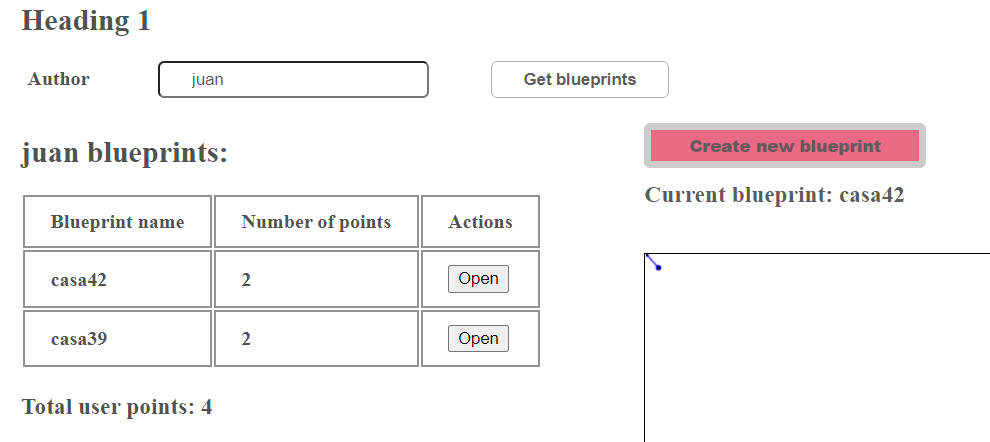 Heading 1
Author juan Get blueprints
juan blueprints:
Create new blueprint
Current blueprint: casa42
Blueprint name Number of points Actions
casa42 2 Open
casa39 2 Open
Total user points: 4